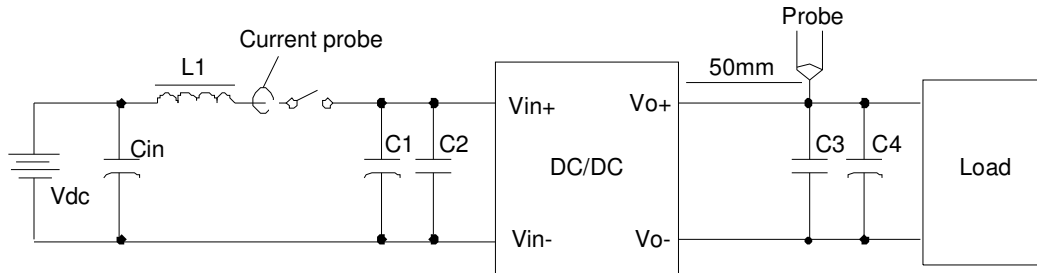 Probe
Current probe
L1
50mm
Vin+
Vo+
Cin
C1
C2
C3
C4
DC/DC
Load
Vdc
Vin-
Vo-